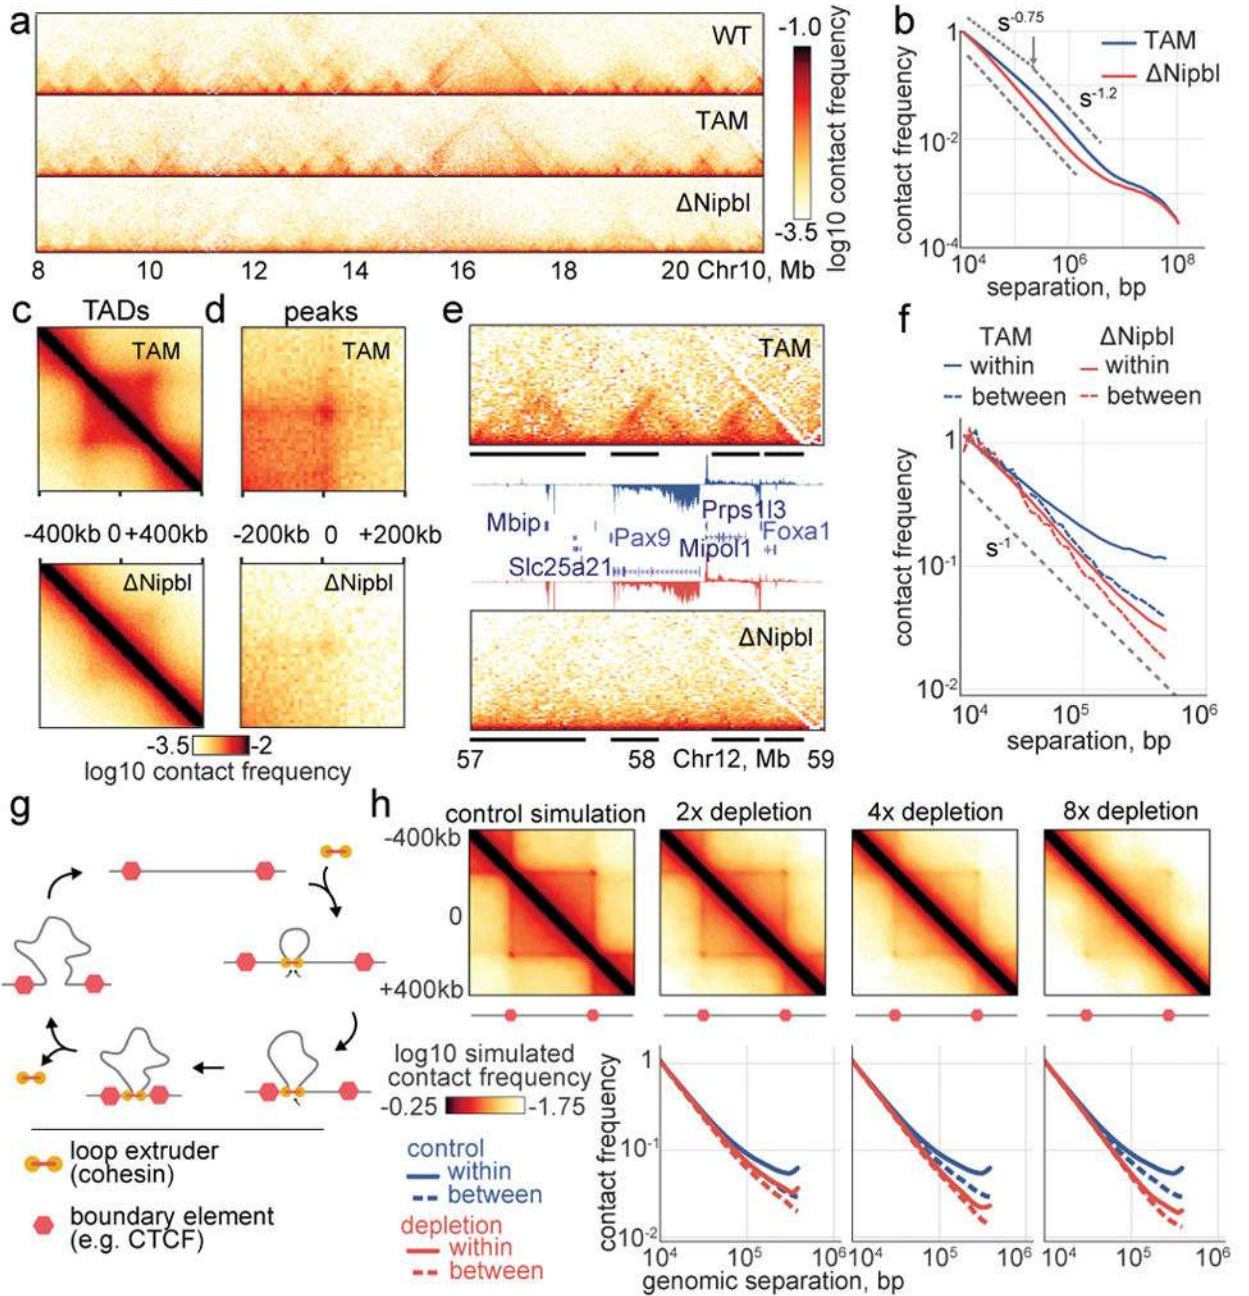 a
WT
TAM
ΔNipbl
8 10 12 14 16 18 20 Chr10, Mb
-1.0
-3.5
log10 contact frequency
b
s-0.75
s-1.2
TAM
ΔNipbl
1
10-2
10-4
contact frequency
104 106 108
separation, bp
c
TADs
TAM
-400kb 0 +400kb
ΔNipbl
d
peaks
TAM
-200kb 0 +200kb
ΔNipbl
-3.5 -2
log10 contact frequency
e
TAM
Mbip
Slc25a21
Pax9
Prps1l3
Mipol1
Foxa1
ΔNipbl
57 58 Chr12, Mb 59
f
TAM ΔNipbl
within within
between between
1
10-1
10-2
s-1
contact frequency
104 105 106
separation, bp
g
loop extruder
(cohesin)
boundary element
(e.g. CTCF)
h
control simulation 2x depletion 4x depletion 8x depletion
-400kb
0
+400kb
log10 simulated
contact frequency
-0.25 -1.75
control
within
between
depletion
within
between
contact frequency
1
10-1
10-2
104 105 106 104 105 106 104 105 106
genomic separation, bp